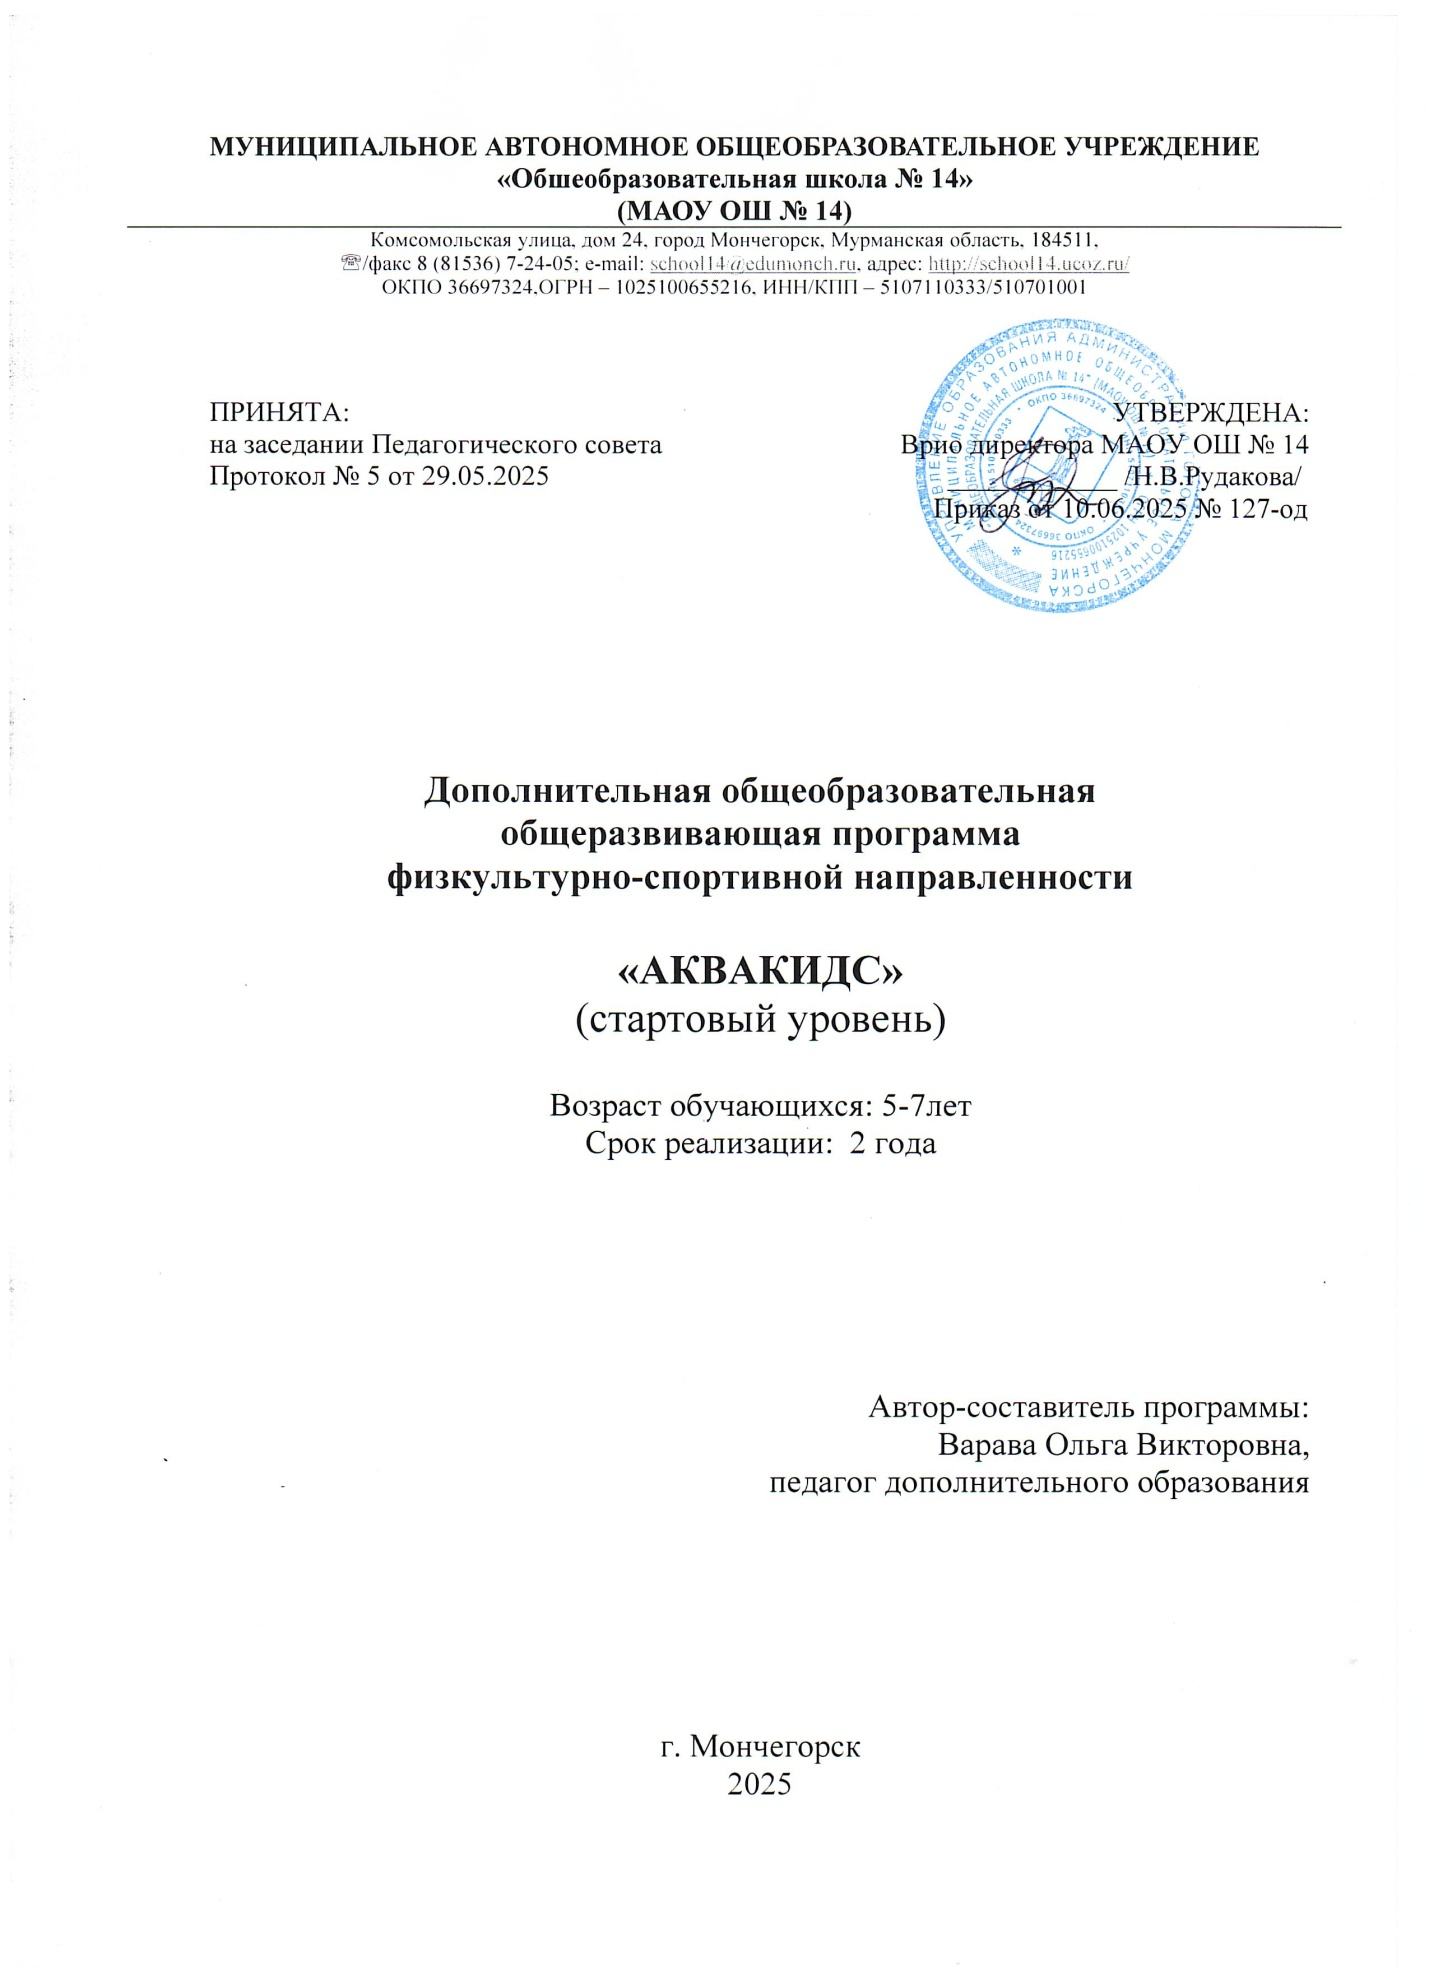 МУНИЦИПАЛЬНОЕ АВТОНОМНОЕ ОБЩЕОБРАЗОВАТЕЛЬНОЕ УЧРЕЖДЕНИЕ
«Обшеобразовательная школа № 14»
(МАОУ ОШ № 14)
Комсомольская улица, дом 24, город Мончегорск, Мурманская область, 184511,
☏/факс 8 (81536) 7-24-05; e-mail: school14@edumonch.ru, адрес: http://school14.ucoz.ru/
ОКПО 36697324,ОГРН – 1025100655216, ИНН/КПП – 5107110333/510701001
ПРИНЯТА:
на заседании Педагогического совета
Протокол № 5 от 29.05.2025
УТВЕРЖДЕНА:
Врио директора МАОУ ОШ № 14
____________ /Н.В.Рудакова/
Приказ от 10.06.2025 № 127-од
Дополнительная общеобразовательная
общеразвивающая программа
физкультурно-спортивной направленности
«АКВАКИДС»
(стартовый уровень)
Возраст обучающихся: 5-7лет
Срок реализации: 2 года
Автор-составитель программы:
Варава Ольга Викторовна,
педагог дополнительного образования
г. Мончегорск
2025